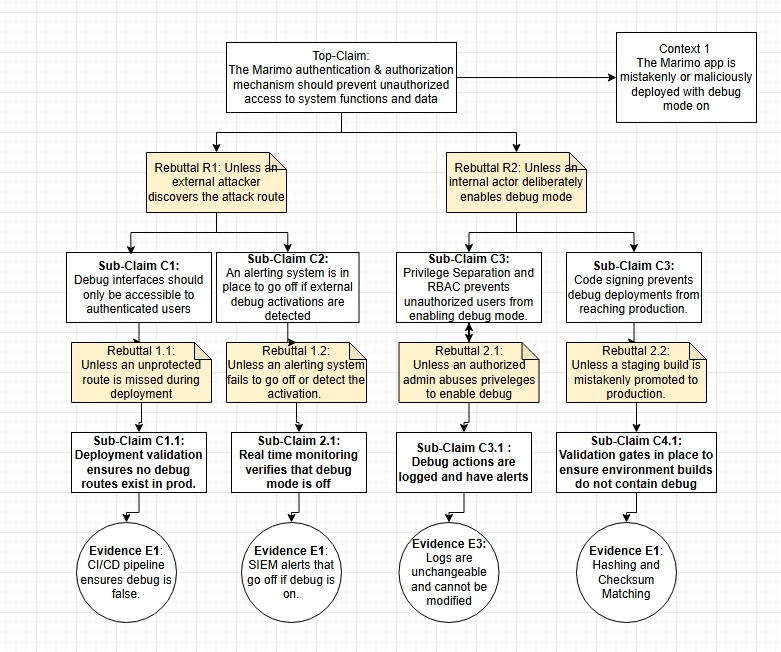 Top-Claim:
The Marimo authentication & authorization
mechanism should prevent unauthorized
access to system functions and data
Context 1
The Marimo app is
mistakenly or maliciously
deployed with debug
mode on
Rebuttal R1: Unless an
external attacker
discovers the attack route
Rebuttal R2: Unless an
internal actor deliberately
enables debug mode
Sub-Claim C1:
Debug interfaces should
only be accessible to
authenticated users
Sub-Claim C2:
An alerting system is in
place to go off if external
debug activations are
detected
Sub-Claim C3:
Privilege Separation and
RBAC prevents
unauthorized users from
enabling debug mode.
Sub-Claim C3:
Code signing prevents
debug deployments from
reaching production.
Rebuttal 1.1:
Unless an unprotected
route is missed during
deployment
Rebuttal 1.2:
Unless an alerting system
fails to go off or detect the
activation.
Rebuttal 2.1:
Unless an authorized
admin abuses priveleges
to enable debug
Rebuttal 2.2:
Unless a staging build is
mistakenly promoted to
production.
Sub-Claim C1.1:
Deployment validation
ensures no debug
routes exist in prod.
Sub-Claim 2.1:
Real time monitoring
verifies that debug
mode is off
Sub-Claim C3.1 :
Debug actions are
logged and have alerts
Sub-Claim C4.1:
Validation gates in place to
ensure environment builds
do not contain debug
Evidence E1:
CI/CD pipeline
ensures debug is
false.
Evidence E1:
SIEM alerts that
go off if debug is
on.
Evidence E3:
Logs are
unchangeable
and cannot be
modified
Evidence E1:
Hashing and
Checksum
Matching